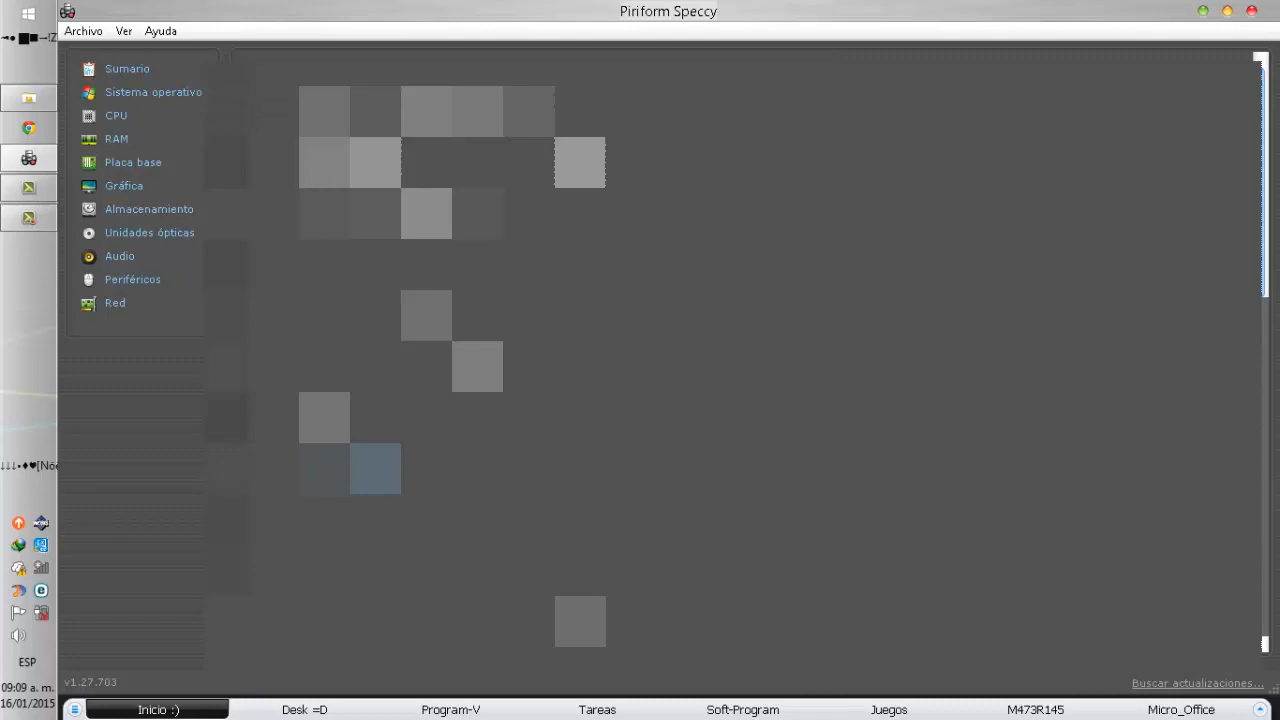 Piriform Speccy
Archivo Ver Ayuda
Sumario
Sistema operativo
CPU
RAM
Placa base
Gráfica
Almacenamiento
Unidades ópticas
Audio
Periféricos
Red
ESP
09:09 a. m.
16/01/2015
v1.27.703
Buscar actualizaciones...
Inicio :) Desk =D Program-V Tareas Soft-Program Juegos M473R145 Micro_Office